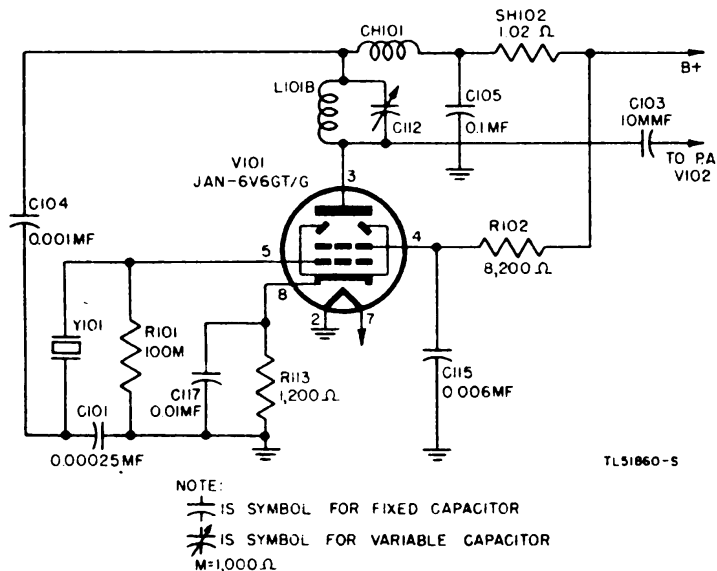 CH101
SH102
1.02 Ω
B+
L101B
C112
C105
0.1MF
C103
10MMF
TO P.A.
V102
V101
JAN-6V6GT/G
3
C104
0.001MF
5
4
R102
8,200 Ω
8
2
7
Y101
R101
100M
C117
0.01MF
R113
1,200 Ω
C115
0.006MF
C101
0.00025MF
TL51860-S
NOTE:
IS SYMBOL FOR FIXED CAPACITOR
IS SYMBOL FOR VARIABLE CAPACITOR
M=1,000 Ω